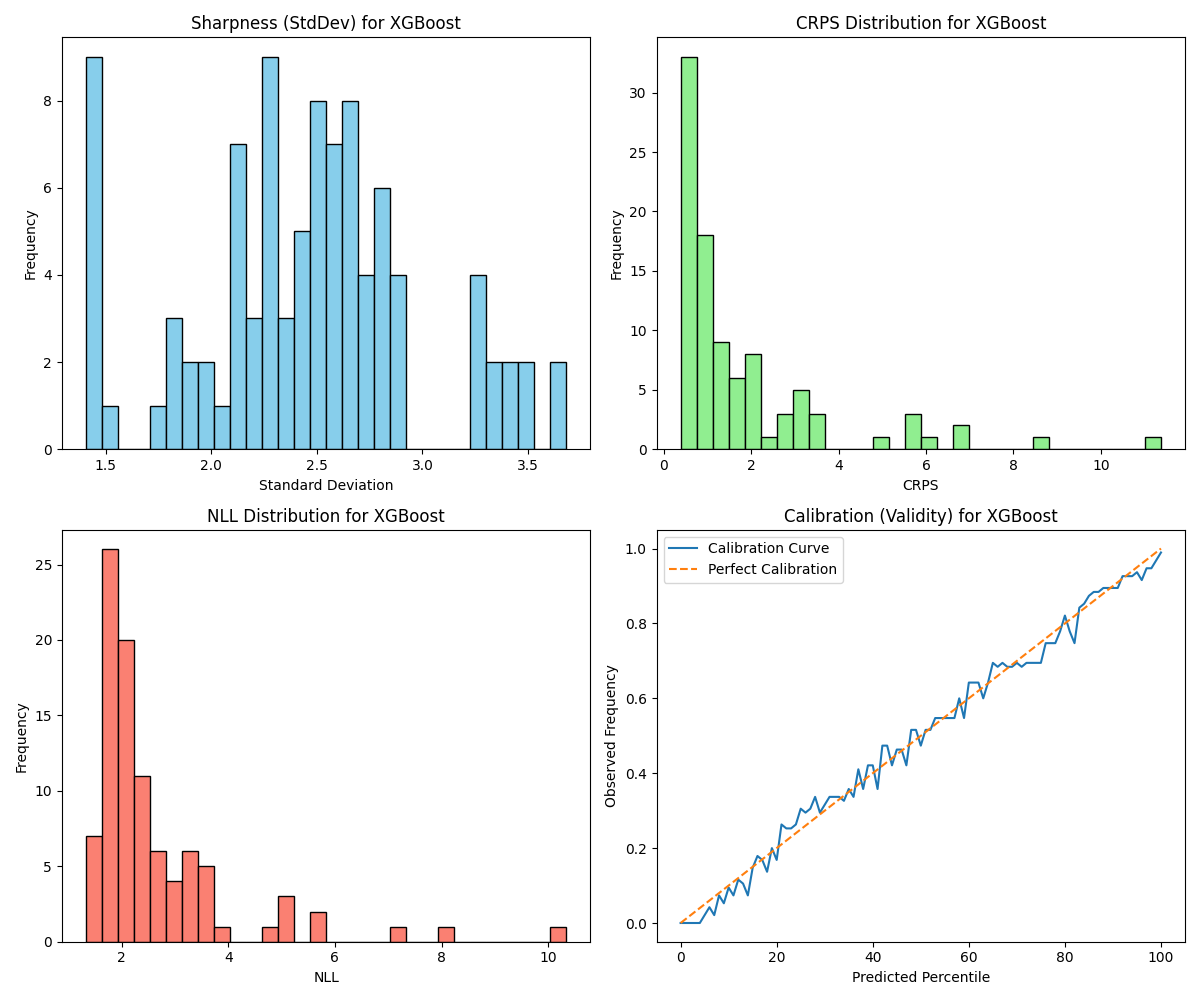 Sharpness (StdDev) for XGBoost
Frequency
8
6
4
2
0
1.5 2.0 2.5 3.0 3.5
Standard Deviation
CRPS Distribution for XGBoost
Frequency
30
25
20
15
10
5
0
0 2 4 6 8 10
CRPS
NLL Distribution for XGBoost
Frequency
25
20
15
10
5
0
2 4 6 8 10
NLL
Calibration (Validity) for XGBoost
Calibration Curve
Perfect Calibration
Observed Frequency
1.0
0.8
0.6
0.4
0.2
0.0
0 20 40 60 80 100
Predicted Percentile